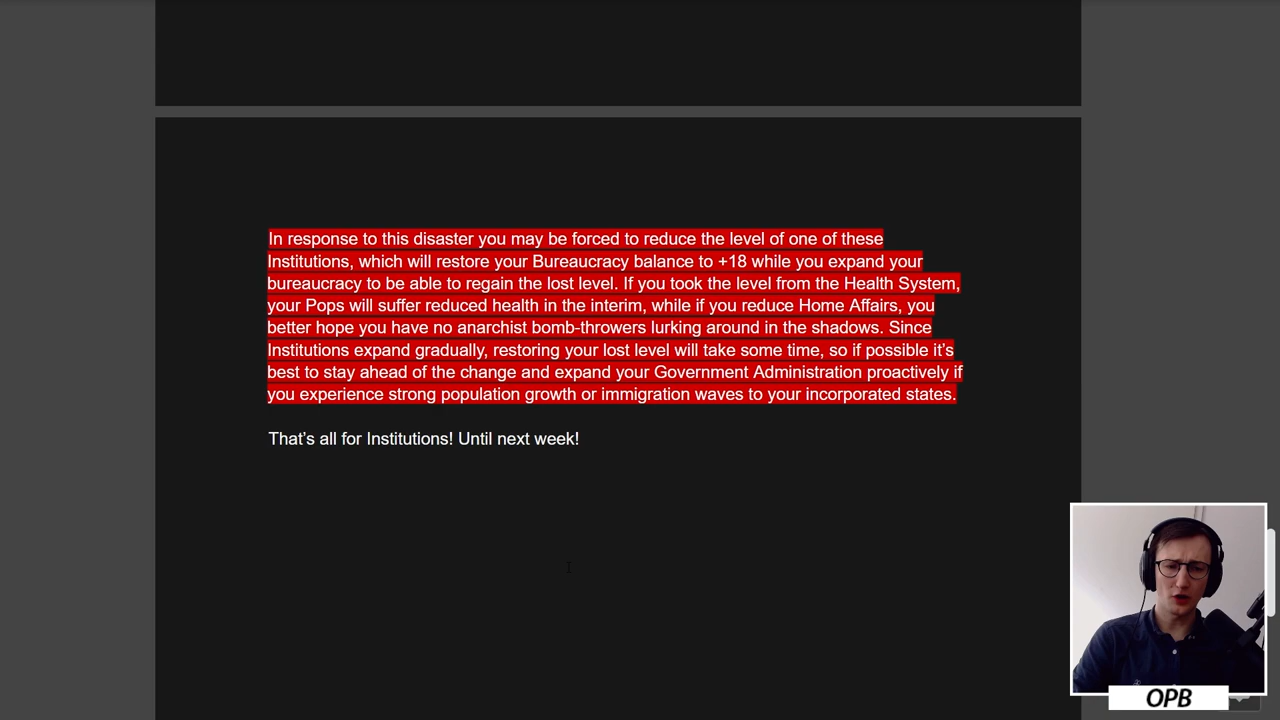 In response to this disaster you may be forced to reduce the level of one of these
Institutions, which will restore your Bureaucracy balance to +18 while you expand your
bureaucracy to be able to regain the lost level. If you took the level from the Health System,
your Pops will suffer reduced health in the interim, while if you reduce Home Affairs, you
better hope you have no anarchist bomb-throwers lurking around in the shadows. Since
Institutions expand gradually, restoring your lost level will take some time, so if possible it’s
best to stay ahead of the change and expand your Government Administration proactively if
you experience strong population growth or immigration waves to your incorporated states.
That’s all for Institutions! Until next week!
OPB